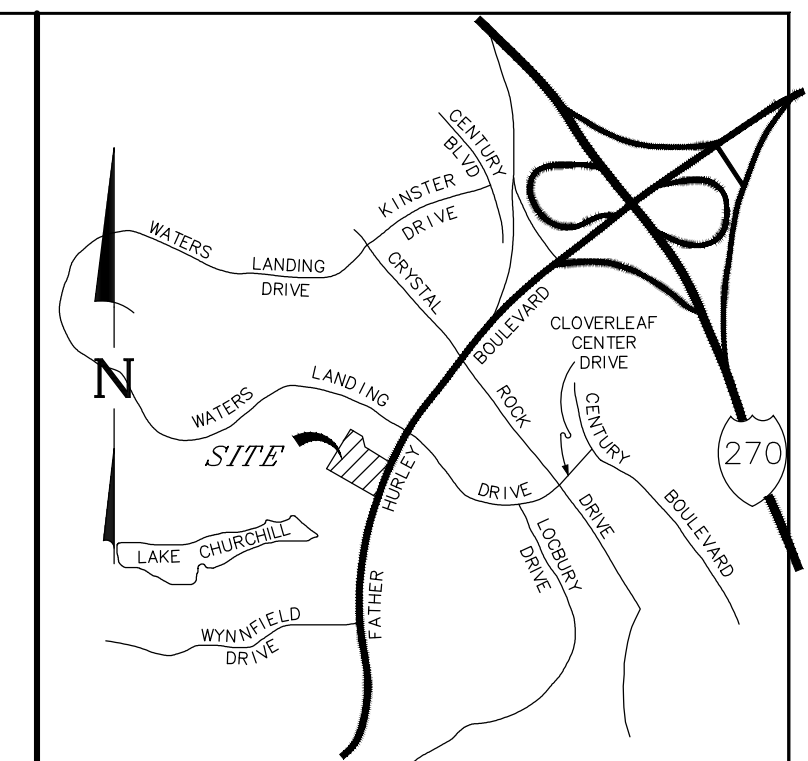 CENTURY
BLVD
KINSTER
DRIVE
WATERS
LANDING
DRIVE
CRYSTAL
BOULEVARD
CLOVERLEAF
CENTER
DRIVE
N
LANDING
WATERS
ROCK
CENTURY
SITE
270
HURLEY
DRIVE
DRIVE
BOULEVARD
LOCBURY
DRIVE
LAKE CHURCHILL
FATHER
WYNNFIELD
DRIVE